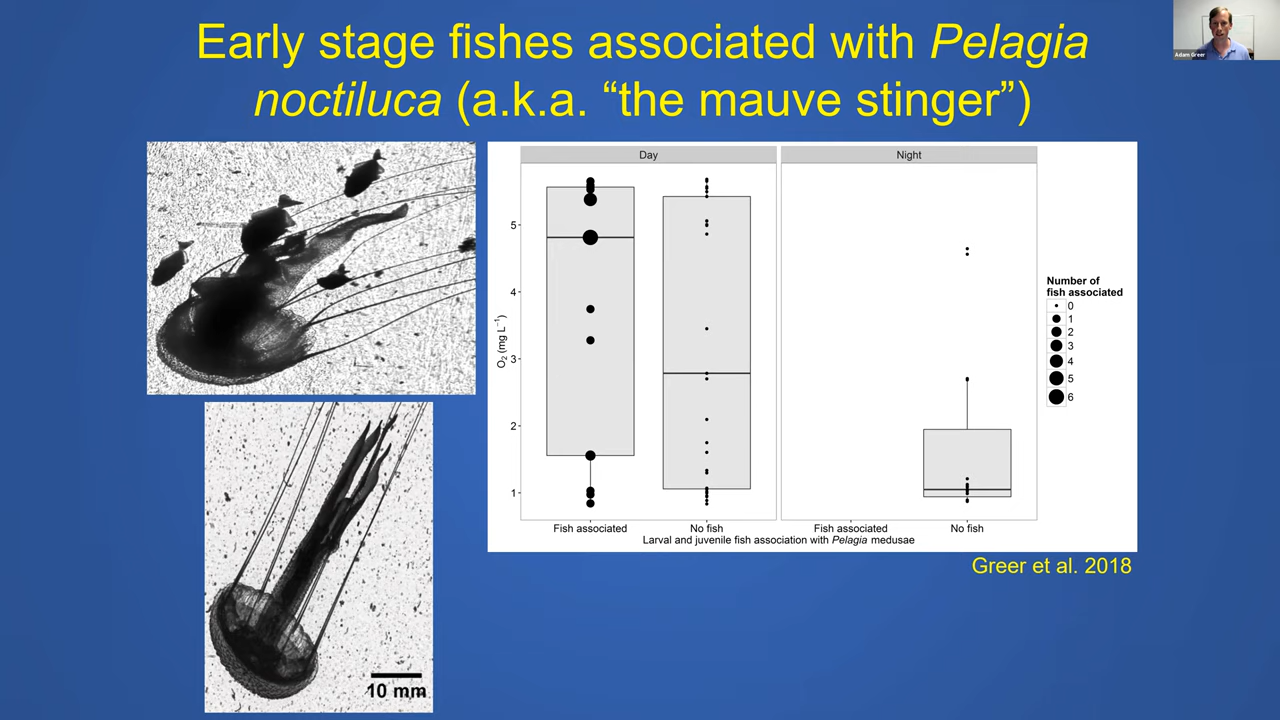 Early stage fishes associated with Pelagia
noctiluca (a.k.a. “the mauve stinger”)
Adam Greer
Day
Night
5
4
3
2
1
O₂ (mg L⁻¹)
Fish associated
No fish
Fish associated
No fish
Larval and juvenile fish association with Pelagia medusae
Number of
fish associated
0
1
2
3
4
5
6
Greer et al. 2018
10 mm